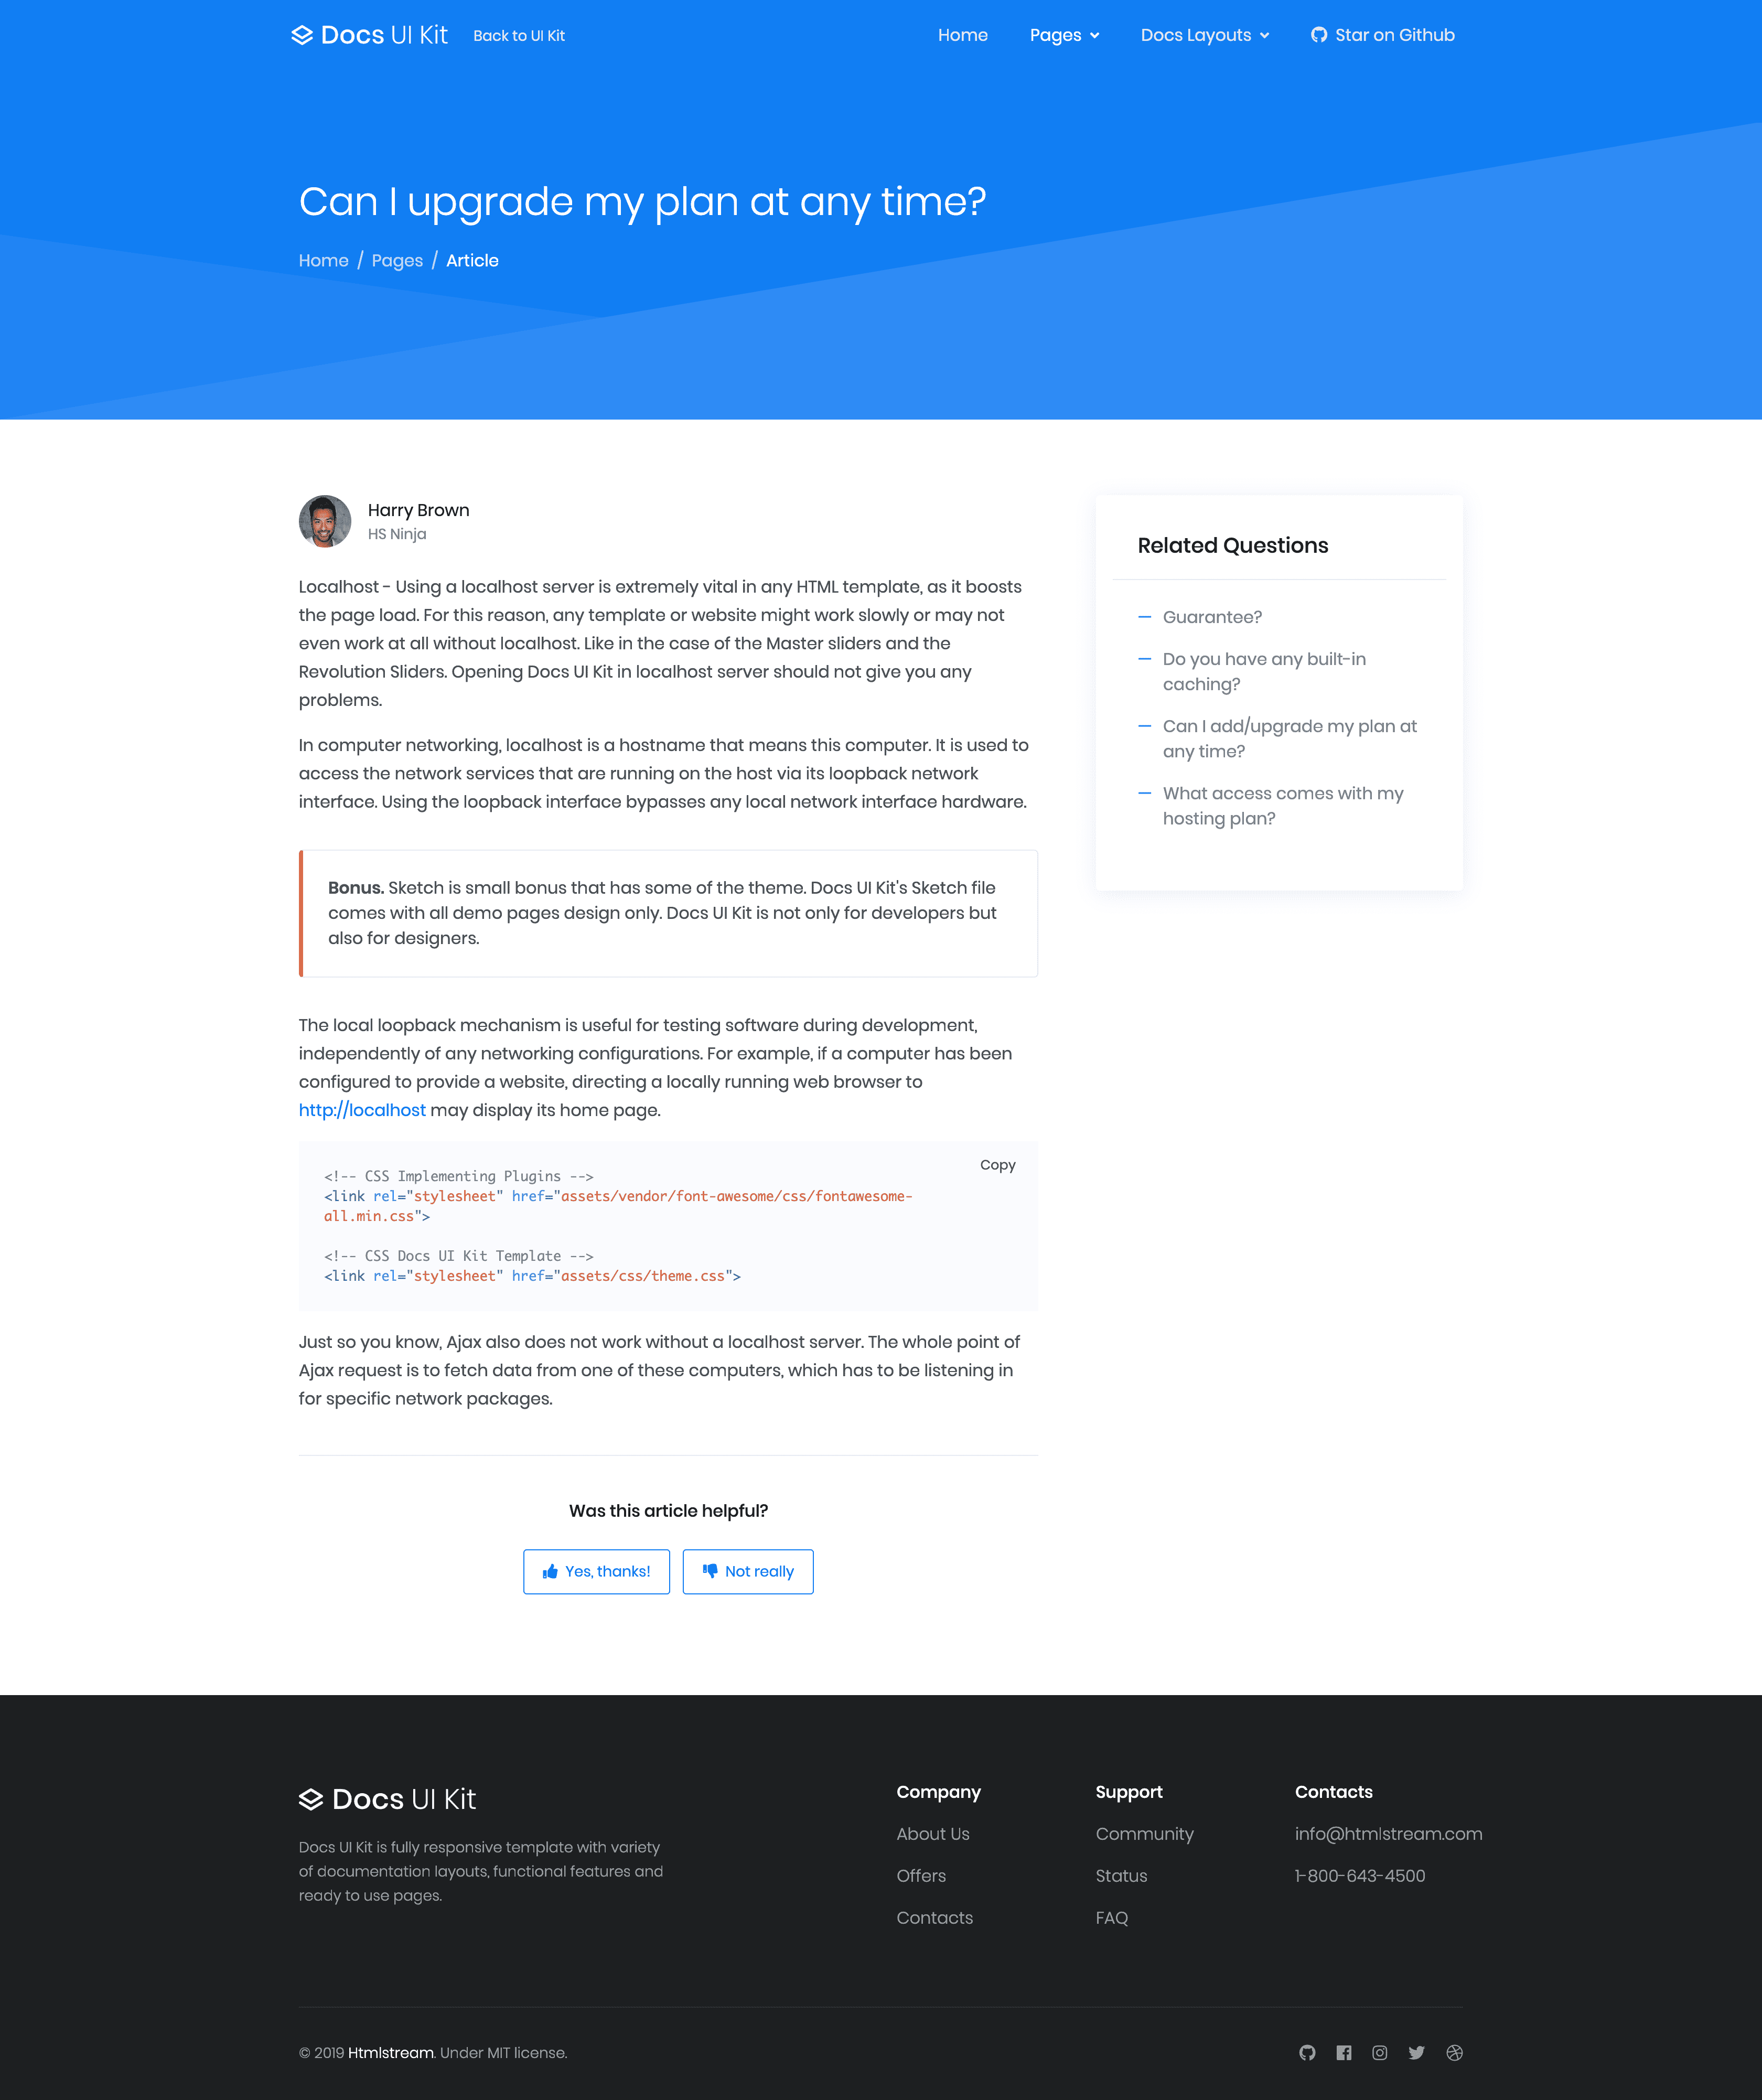 Docs UI Kit Back to UI Kit Home Pages Docs Layouts Star on Github
Can I upgrade my plan at any time?
Home / Pages / Article
Harry Brown
HS Ninja
Localhost - Using a localhost server is extremely vital in any HTML template, as it boosts
the page load. For this reason, any template or website might work slowly or may not
even work at all without localhost. Like in the case of the Master sliders and the
Revolution Sliders. Opening Docs UI Kit in localhost server should not give you any
problems.
In computer networking, localhost is a hostname that means this computer. It is used to
access the network services that are running on the host via its loopback network
interface. Using the loopback interface bypasses any local network interface hardware.
Bonus. Sketch is small bonus that has some of the theme. Docs UI Kit's Sketch file
comes with all demo pages design only. Docs UI Kit is not only for developers but
also for designers.
The local loopback mechanism is useful for testing software during development,
independently of any networking configurations. For example, if a computer has been
configured to provide a website, directing a locally running web browser to
http://localhost may display its home page.
Copy
<!-- CSS Implementing Plugins -->
<link rel="stylesheet" href="assets/vendor/font-awesome/css/fontawesome-
all.min.css">
<!-- CSS Docs UI Kit Template -->
<link rel="stylesheet" href="assets/css/theme.css">
Just so you know, Ajax also does not work without a localhost server. The whole point of
Ajax request is to fetch data from one of these computers, which has to be listening in
for specific network packages.
Was this article helpful?
Yes, thanks! Not really
Related Questions
Guarantee?
Do you have any built-in
caching?
Can I add/upgrade my plan at
any time?
What access comes with my
hosting plan?
Docs UI Kit
Docs UI Kit is fully responsive template with variety
of documentation layouts, functional features and
ready to use pages.
Company
About Us
Offers
Contacts
Support
Community
Status
FAQ
Contacts
info@htmlstream.com
1-800-643-4500
© 2019 Htmlstream. Under MIT license.